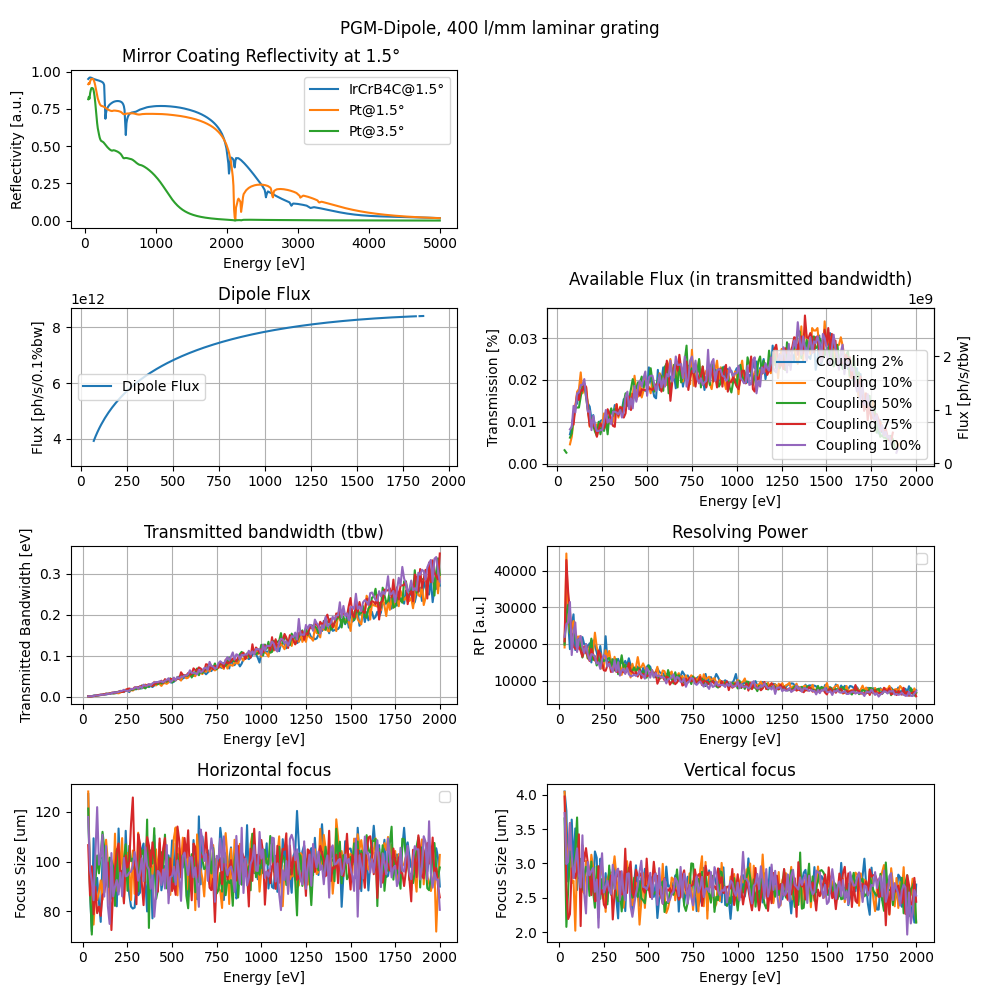 PGM-Dipole, 400 l/mm laminar grating
Mirror Coating Reflectivity at 1.5°
Reflectivity [a.u.]
1.00
0.75
0.50
0.25
0.00
IrCrB4C@1.5°
Pt@1.5°
Pt@3.5°
0 1000 2000 3000 4000 5000
Energy [eV]
Dipole Flux
1e12
Flux [ph/s/0.1%bw]
8
6
4
Dipole Flux
0 250 500 750 1000 1250 1500 1750 2000
Available Flux (in transmitted bandwidth)
1e9
Transmission [%]
0.03
0.02
0.01
0.00
Coupling 2%
Coupling 10%
Coupling 50%
Coupling 75%
Coupling 100%
2
1
0
Flux [ph/s/tbw]
0 250 500 750 1000 1250 1500 1750 2000
Energy [eV]
Transmitted bandwidth (tbw)
Transmitted Bandwidth [eV]
0.3
0.2
0.1
0.0
0 250 500 750 1000 1250 1500 1750 2000
Energy [eV]
Resolving Power
RP [a.u.]
40000
30000
20000
10000
0 250 500 750 1000 1250 1500 1750 2000
Energy [eV]
Horizontal focus
Focus Size [um]
120
100
80
0 250 500 750 1000 1250 1500 1750 2000
Energy [eV]
Vertical focus
Focus Size [um]
4.0
3.5
3.0
2.5
2.0
0 250 500 750 1000 1250 1500 1750 2000
Energy [eV]